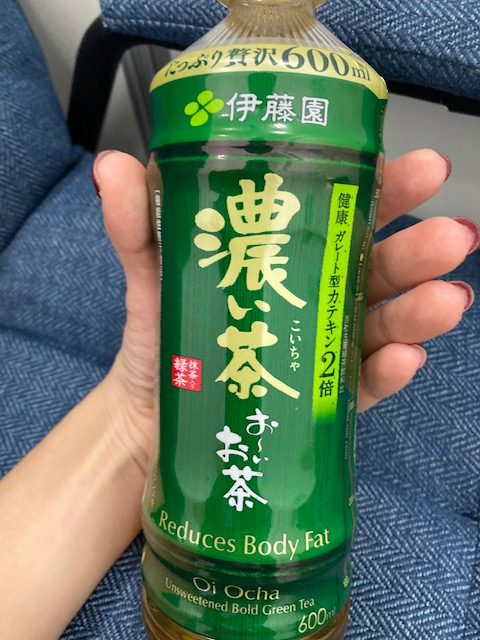 たっぷり贅沢600ml
伊藤園
濃い茶
こいちゃ
健康 ガレート型カテキン2倍
抹茶入り
緑茶
お~い
お茶
Reduces Body Fat
Oi Ocha
Unsweetened Bold Green Tea
600ml